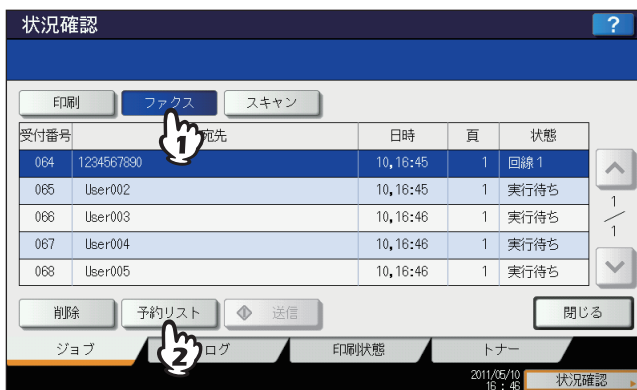 状況確認 ?
印刷 ファクス スキャン
受付番号 宛先 日時 頁 状態
064 1234567890 10,16:45 1 回線1
065 User002 10,16:45 1 実行待ち
066 User003 10,16:46 1 実行待ち
067 User004 10,16:46 1 実行待ち
068 User005 10,16:46 1 実行待ち
1
/
1
1
削除 予約リスト 送信 閉じる
2
ジョブ ログ 印刷状態 トナー
2011/05/10
16:46 状況確認